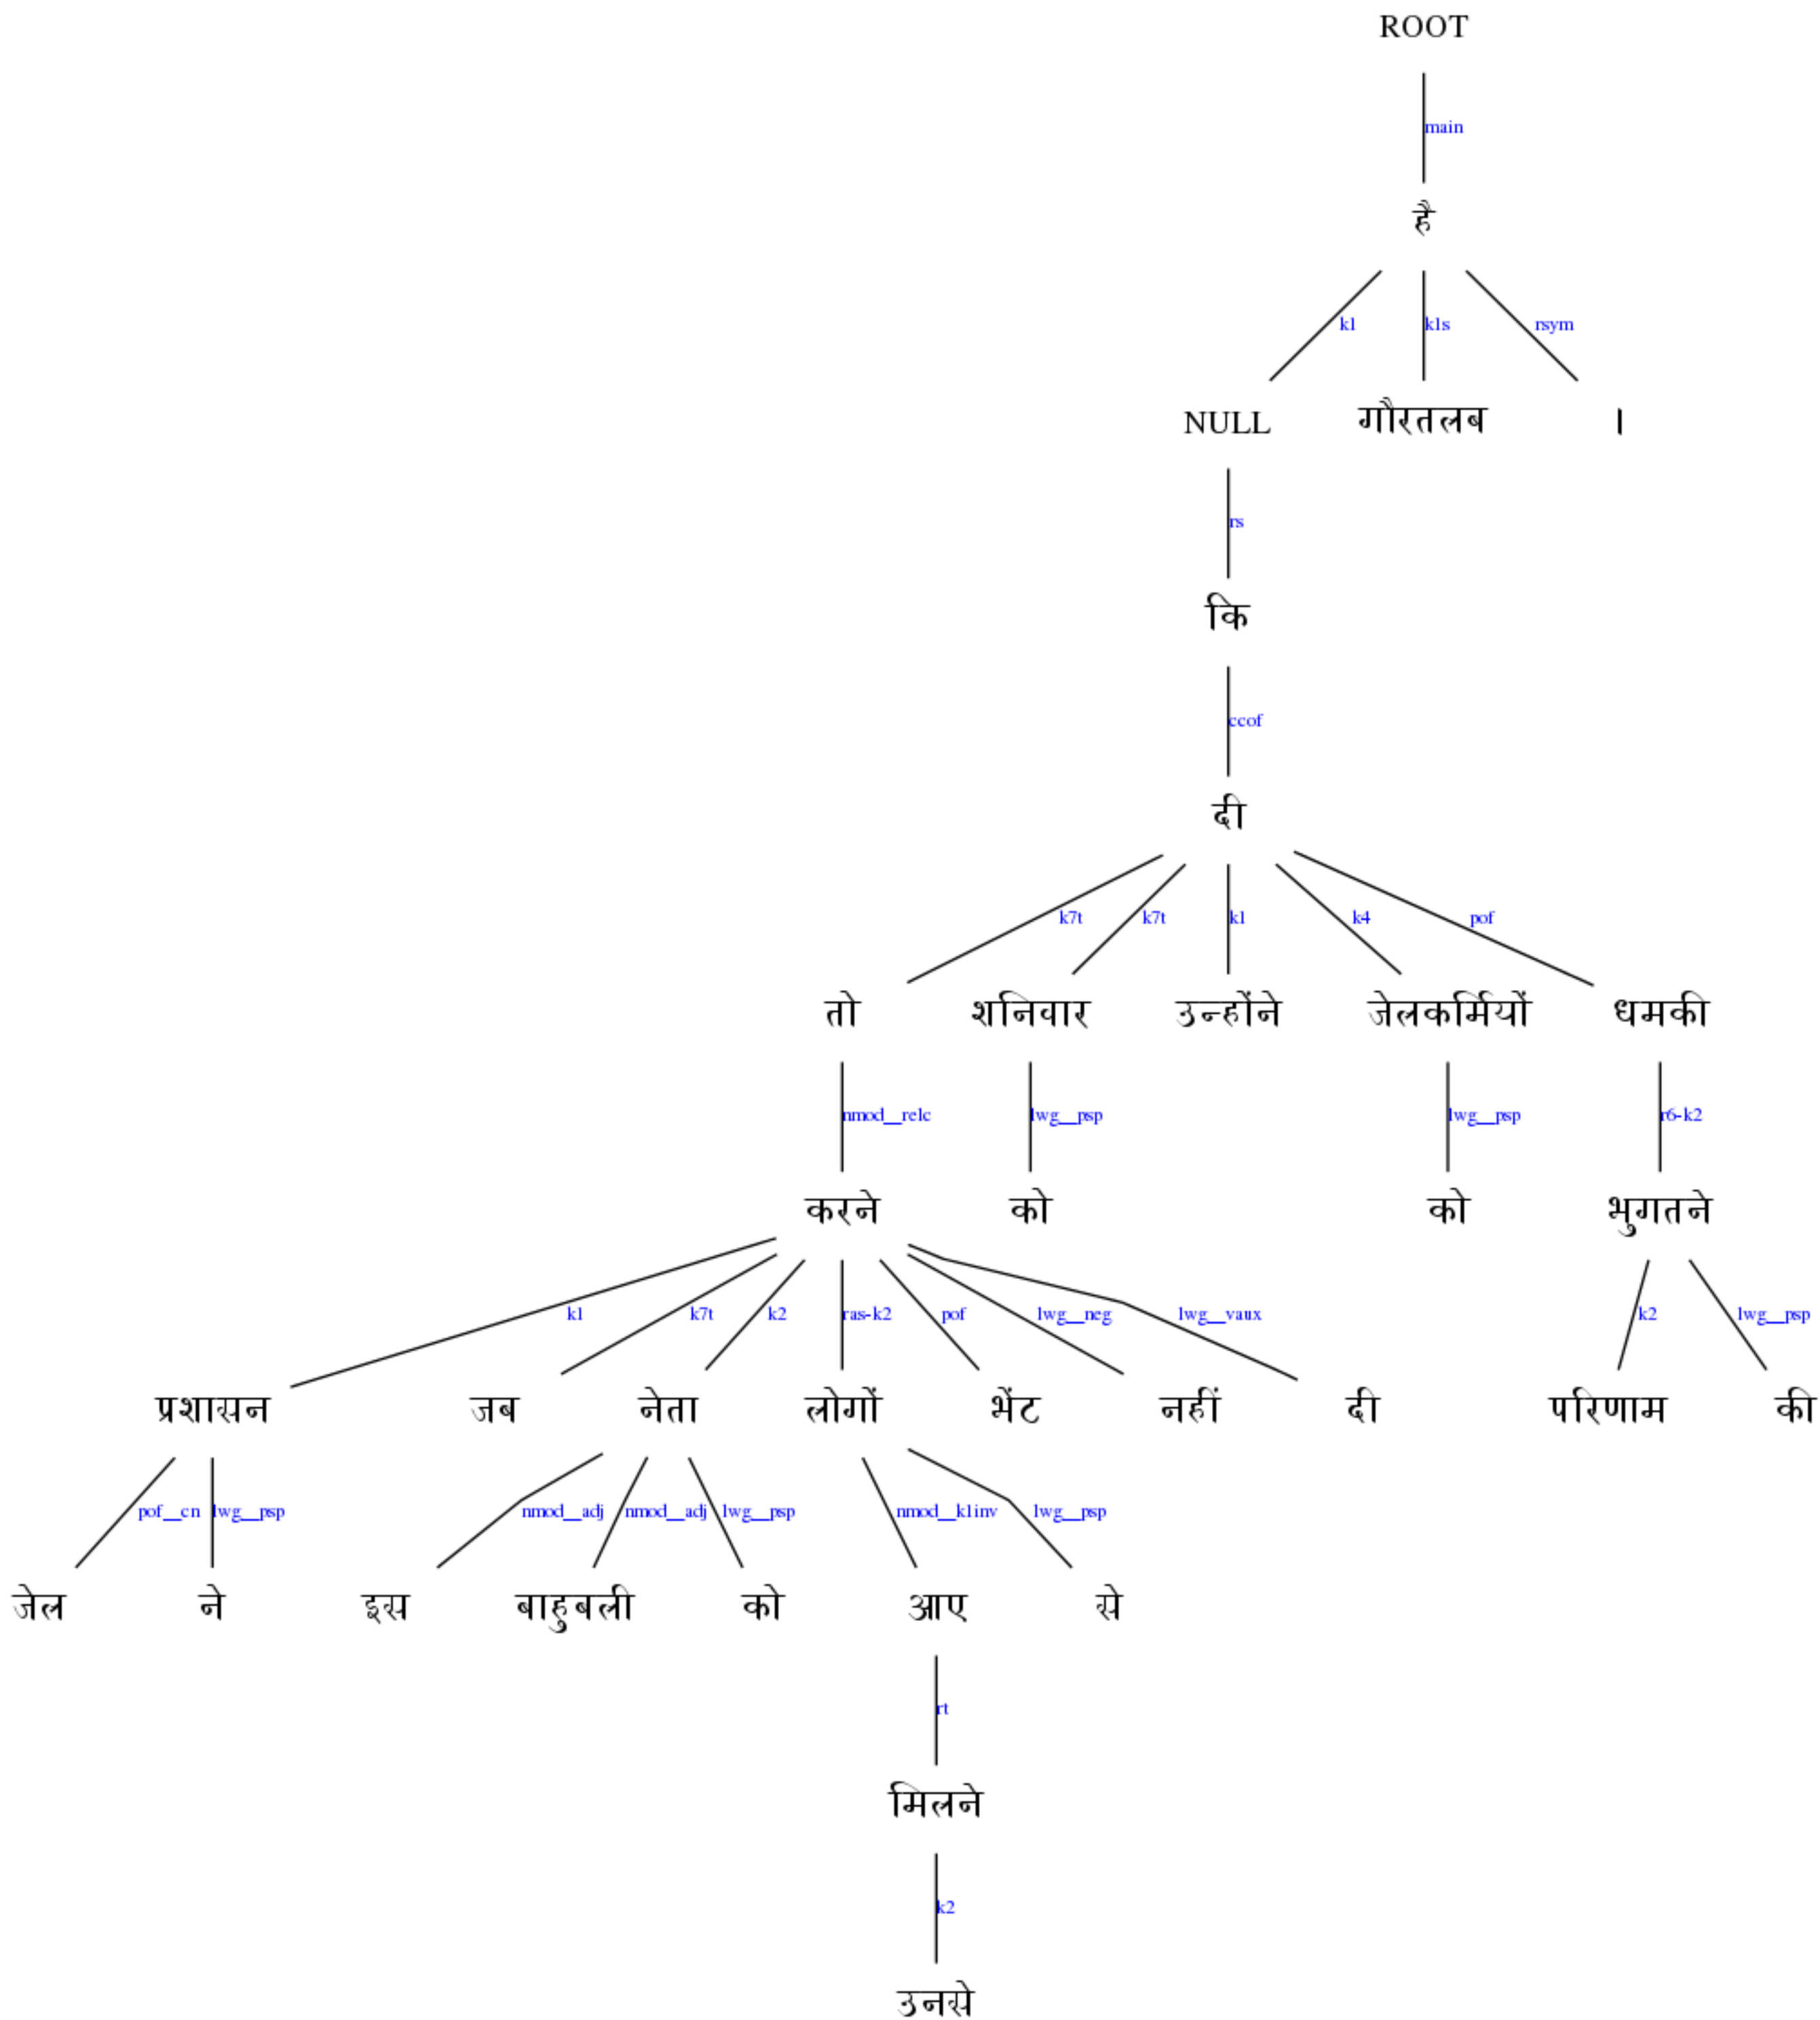 ROOT
main
है
k1 k1s rsym
NULL गौरतलब ।
rs
कि
ccof
दी
k7t k7t k1 k4 pof
तो शनिवार उन्होंने जेलकर्मियों धमकी
nmod__relc lwg__psp lwg__psp r6-k2
करने को को भुगतने
k1 k7t k2 ras-k2 pof lwg__neg lwg__vaux k2 lwg__psp
प्रशासन जब नेता लोगों भेंट नहीं दी परिणाम की
pof__cn lwg__psp nmod__adj nmod__adj lwg__psp nmod__k1inv lwg__psp
जेल ने इस बाहुबली को आए से
rt
मिलने
k2
उनसे